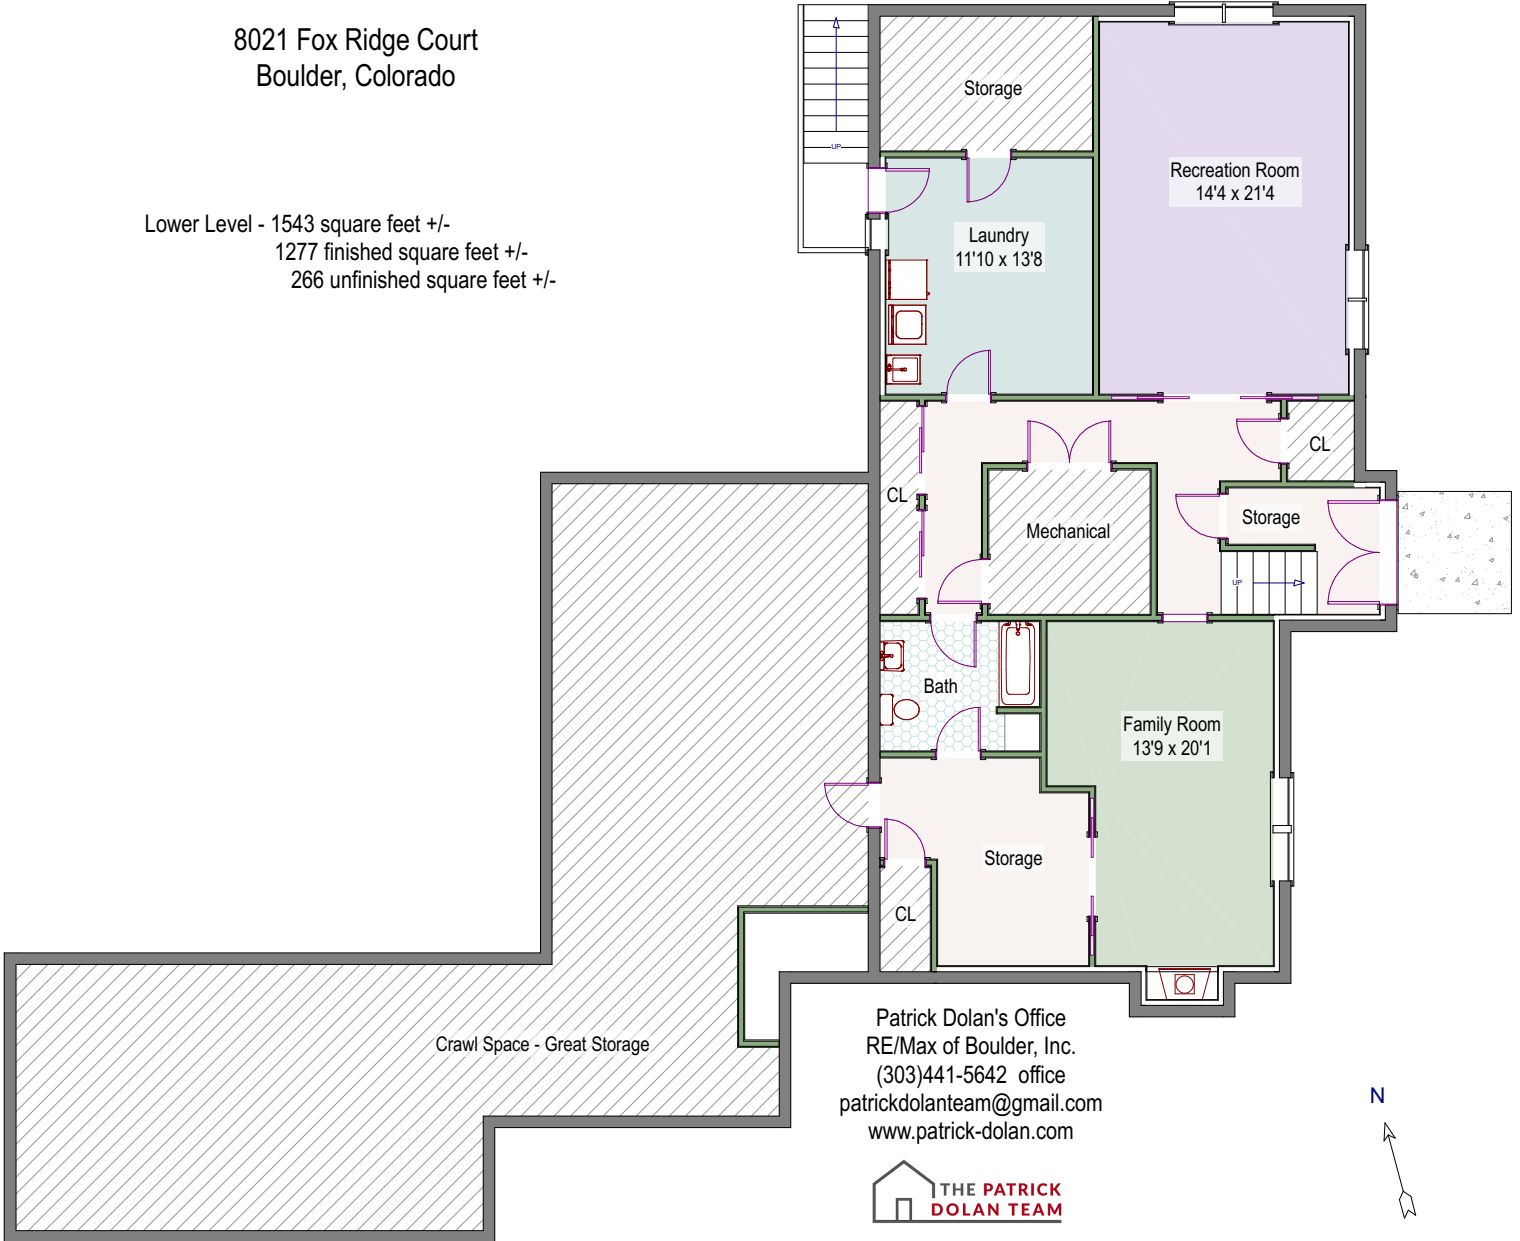 8021 Fox Ridge Court
Boulder, Colorado
Lower Level - 1543 square feet +/-
1277 finished square feet +/-
266 unfinished square feet +/-
UP
Storage
Recreation Room
14'4 x 21'4
Laundry
11'10 x 13'8
CL
CL
Mechanical
Storage
UP
Bath
Family Room
13'9 x 20'1
Storage
CL
Crawl Space - Great Storage
Patrick Dolan's Office
RE/Max of Boulder, Inc.
(303)441-5642 office
patrickdolanteam@gmail.com
www.patrick-dolan.com
THE PATRICK
DOLAN TEAM
N